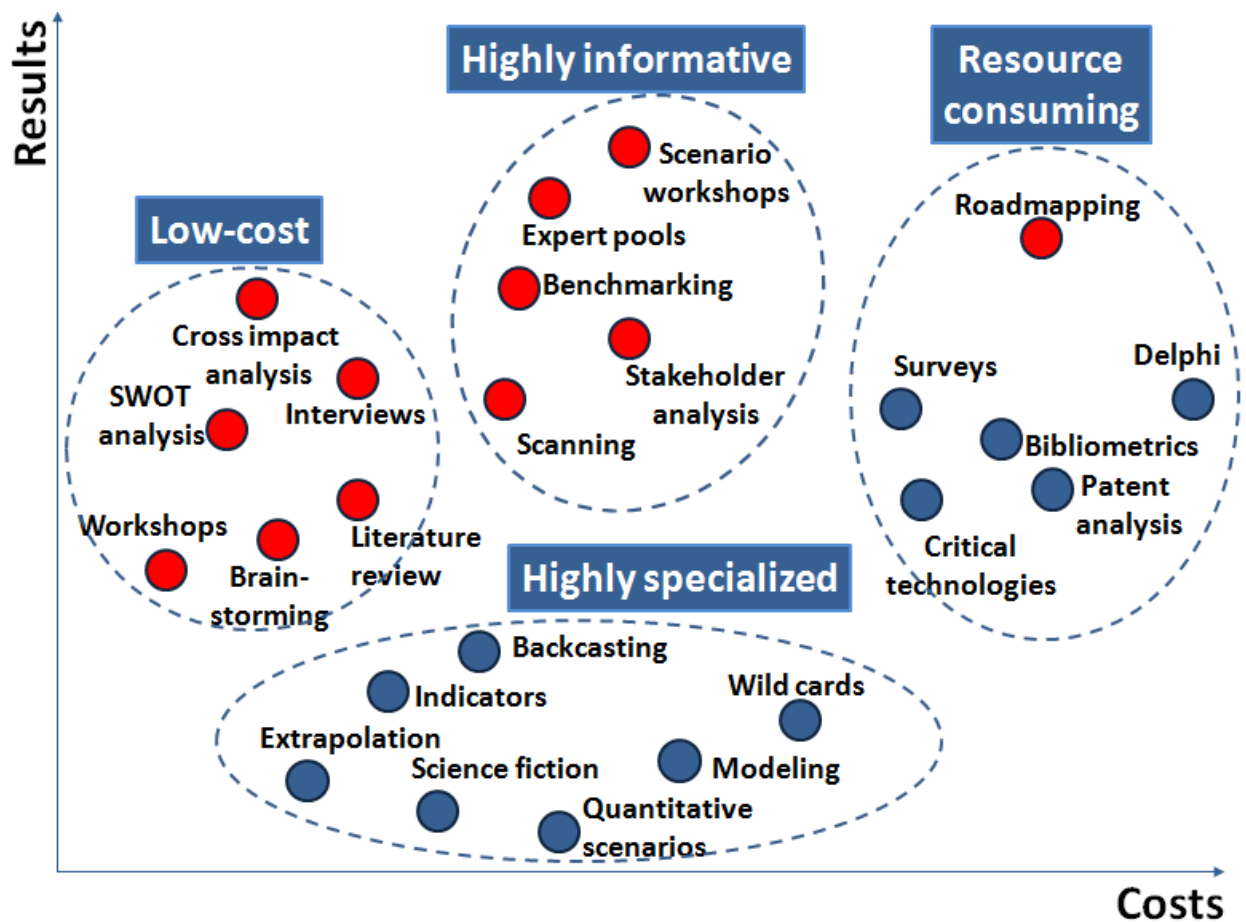 Results
Highly informative
Resource
consuming
Scenario
workshops
Expert pools
Benchmarking
Stakeholder
analysis
Scanning
Roadmapping
Surveys
Delphi
Bibliometrics
Patent
analysis
Critical
technologies
Low-cost
Cross impact
analysis
SWOT
analysis
Interviews
Workshops
Brain-
storming
Literature
review
Highly specialized
Backcasting
Indicators
Wild cards
Extrapolation
Science fiction
Modeling
Quantitative
scenarios
Costs